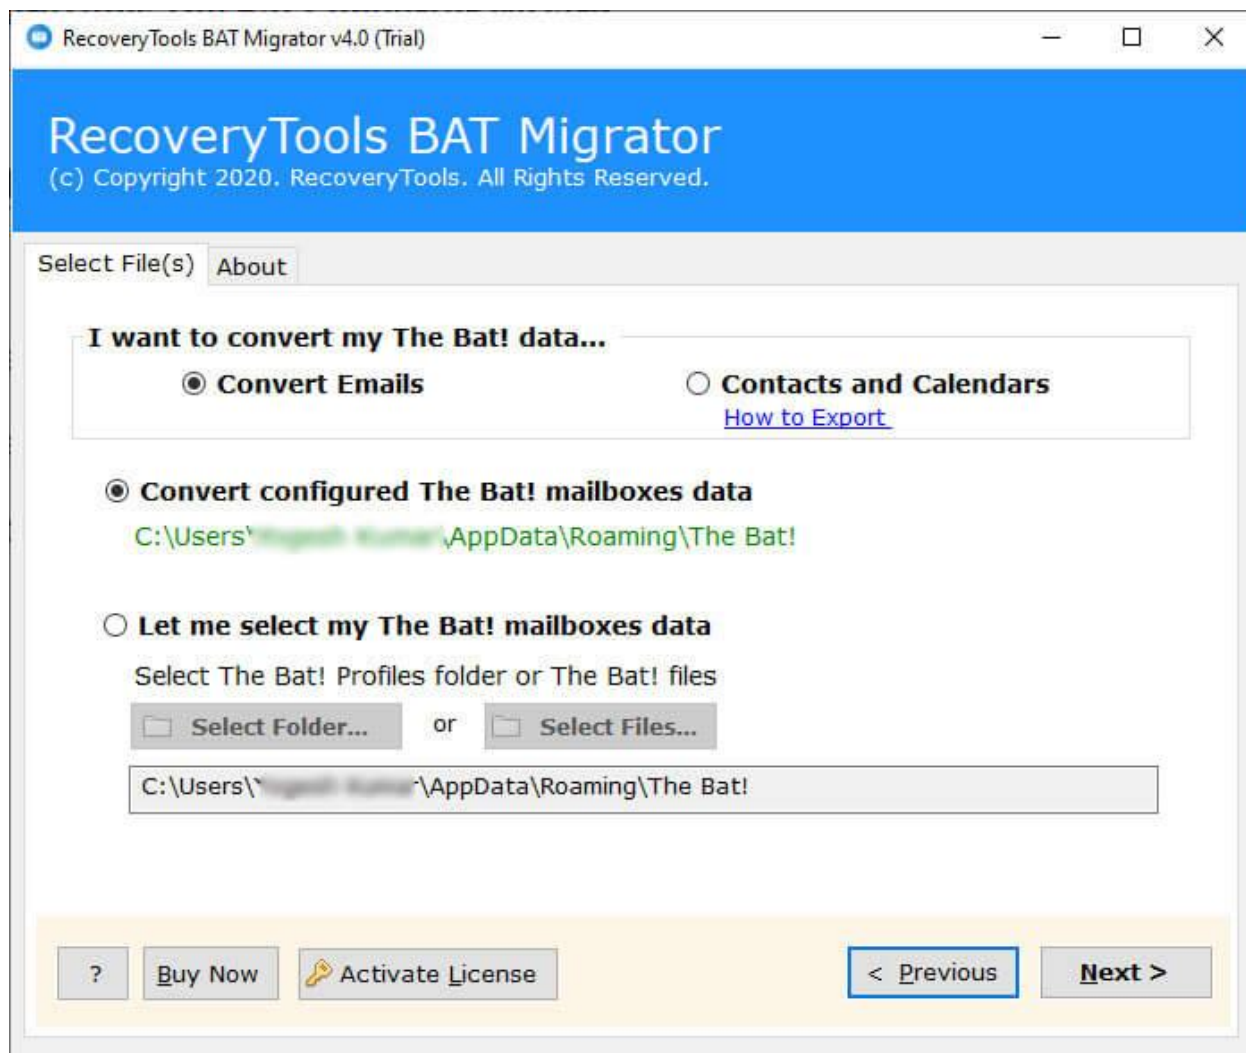 RecoveryTools BAT Migrator v4.0 (Trial)
RecoveryTools BAT Migrator
(c) Copyright 2020. RecoveryTools. All Rights Reserved.
Select File(s) About
I want to convert my The Bat! data...
Convert Emails Contacts and Calendars
How to Export
Convert configured The Bat! mailboxes data
C:\Users\ \AppData\Roaming\The Bat!
Let me select my The Bat! mailboxes data
Select The Bat! Profiles folder or The Bat! files
Select Folder... or Select Files...
C:\Users\ \AppData\Roaming\The Bat!
? Buy Now Activate License < Previous Next >